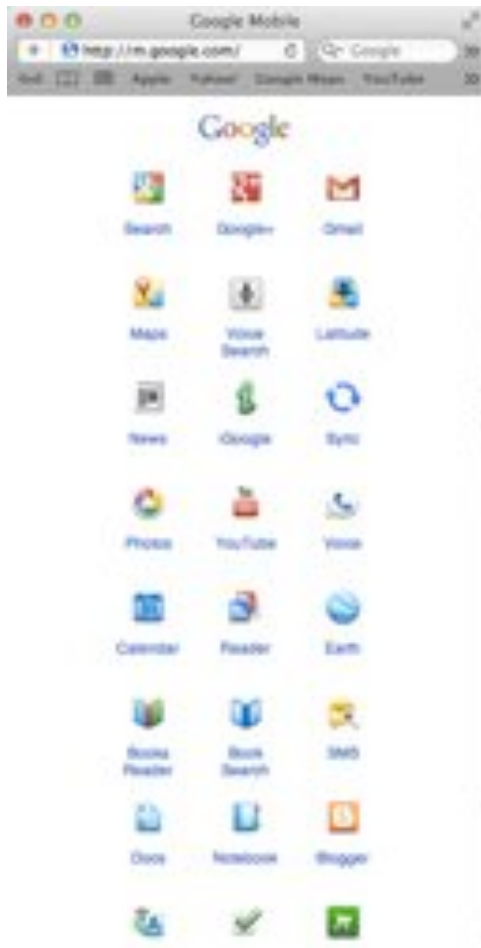 Google Mobile
http://m.google.com/
Google
Apple Yahoo! Google Maps YouTube
Google
Search Google+ Gmail
Maps Voice Search Latitude
News iGoogle Sync
Photos YouTube Voice
Calendar Reader Earth
Books Reader Book Search SMS
Docs Notebook Blogger